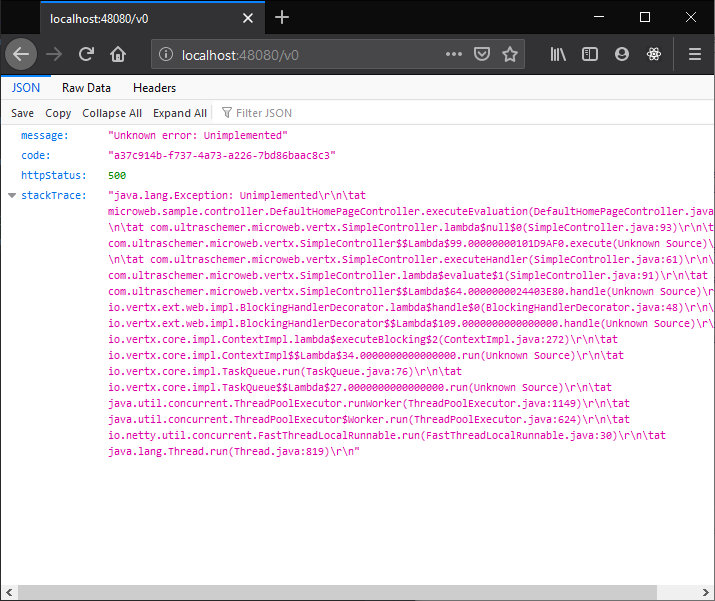 localhost:48080/v0
localhost:48080/v0
JSON Raw Data Headers
Save Copy Collapse All Expand All Filter JSON
message: "Unknown error: Unimplemented"
code: "a37c914b-f737-4a73-a226-7bd86baac8c3"
httpStatus: 500
stackTrace: "java.lang.Exception: Unimplemented\r\n\tat
microweb.sample.controller.DefaultHomePageController.executeEvaluation(DefaultHomePageController.java
\n\tat com.ultraschemer.microweb.vertx.SimpleController.lambda$null$0(SimpleController.java:93)\r\n\t
com.ultraschemer.microweb.vertx.SimpleController$$Lambda$99.00000000101D9AF0.execute(Unknown Source)\
\n\tat com.ultraschemer.microweb.vertx.SimpleController.executeHandler(SimpleController.java:61)\r\n\
com.ultraschemer.microweb.vertx.SimpleController.lambda$evaluate$1(SimpleController.java:91)\r\n\tat
com.ultraschemer.microweb.vertx.SimpleController$$Lambda$64.0000000024403E80.handle(Unknown Source)\r
io.vertx.ext.web.impl.BlockingHandlerDecorator.lambda$handle$0(BlockingHandlerDecorator.java:48)\r\n\
io.vertx.ext.web.impl.BlockingHandlerDecorator$$Lambda$109.0000000000000000.handle(Unknown Source)\r\
io.vertx.core.impl.ContextImpl.lambda$executeBlocking$2(ContextImpl.java:272)\r\n\tat
io.vertx.core.impl.ContextImpl$$Lambda$34.0000000000000000.run(Unknown Source)\r\n\tat
io.vertx.core.impl.TaskQueue.run(TaskQueue.java:76)\r\n\tat
io.vertx.core.impl.TaskQueue$$Lambda$27.0000000000000000.run(Unknown Source)\r\n\tat
java.util.concurrent.ThreadPoolExecutor.runWorker(ThreadPoolExecutor.java:1149)\r\n\tat
java.util.concurrent.ThreadPoolExecutor$Worker.run(ThreadPoolExecutor.java:624)\r\n\tat
io.netty.util.concurrent.FastThreadLocalRunnable.run(FastThreadLocalRunnable.java:30)\r\n\tat
java.lang.Thread.run(Thread.java:819)\r\n"